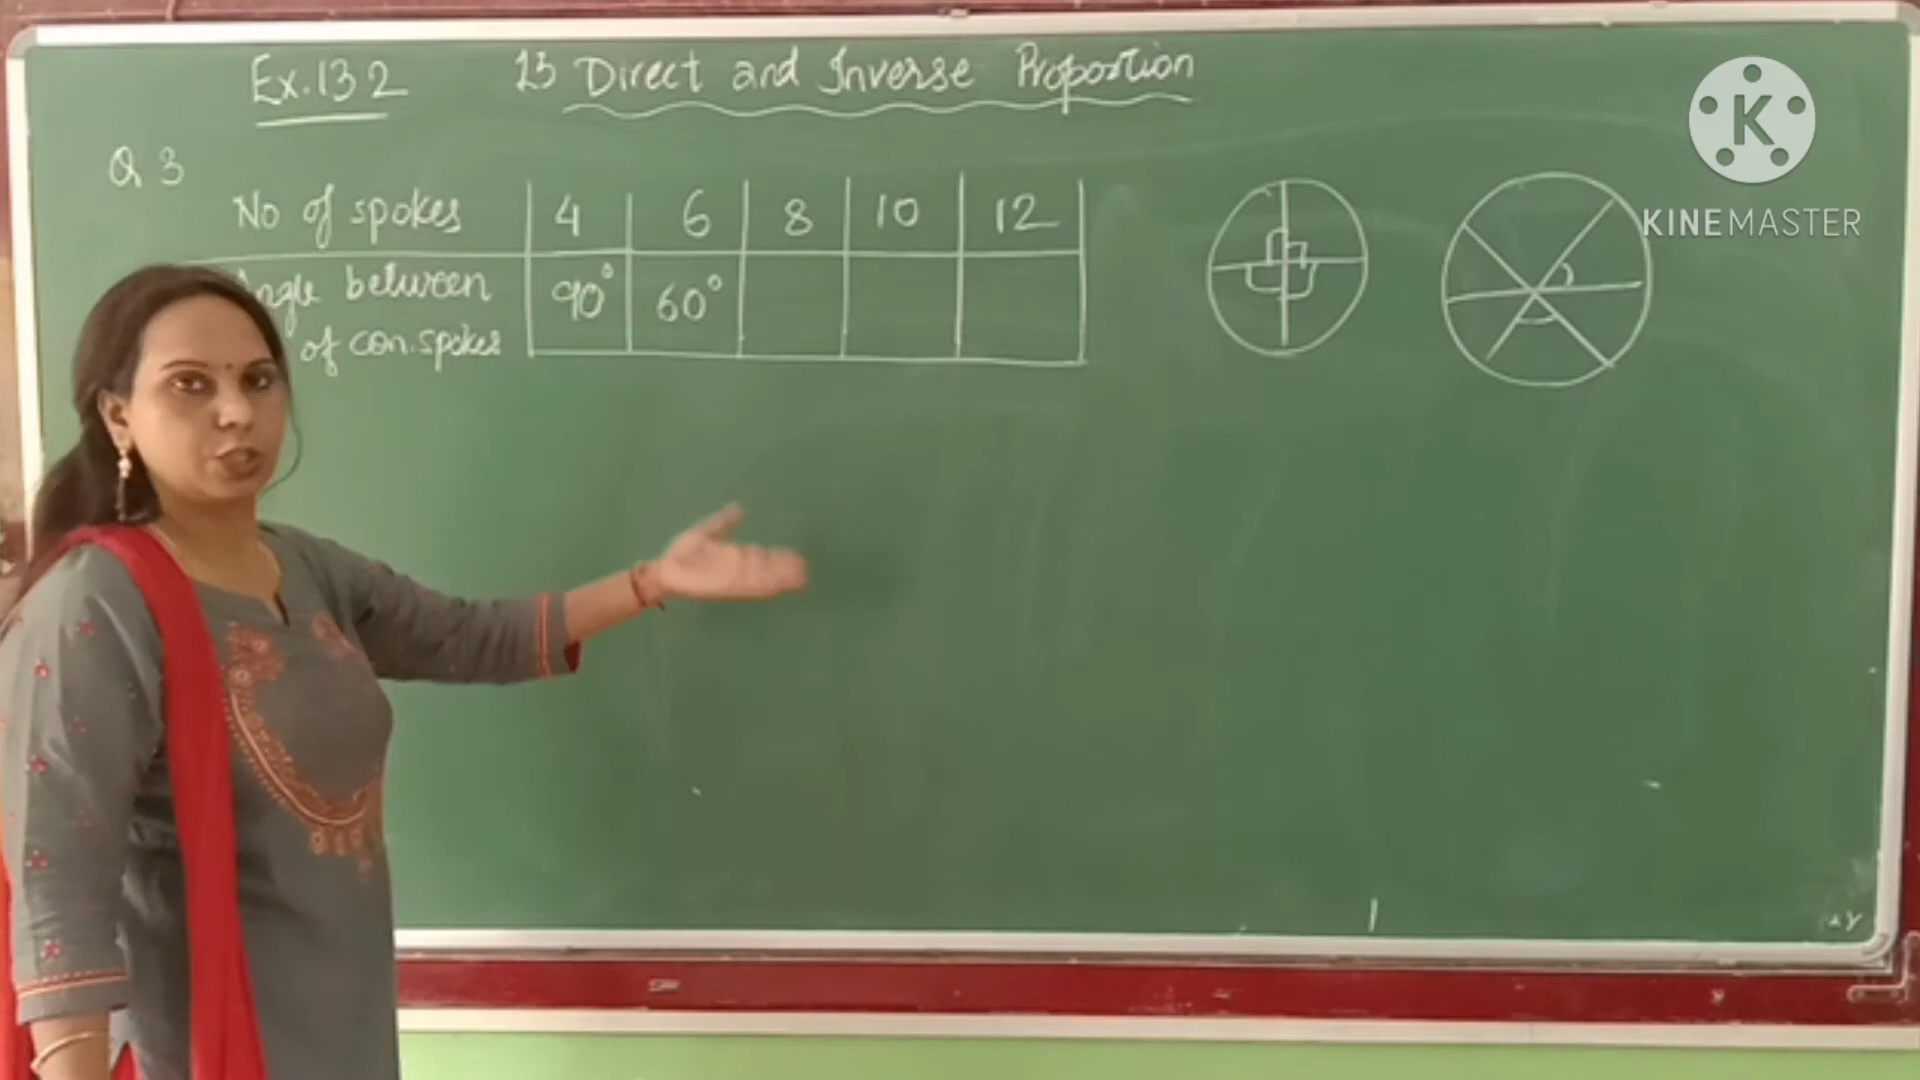 Ex.13 2 13 Direct and Inverse Proportion
Q 3
No of spokes 4 6 8 10 12
Angle between 90° 60°
of con. spokes
K
KINEMASTER